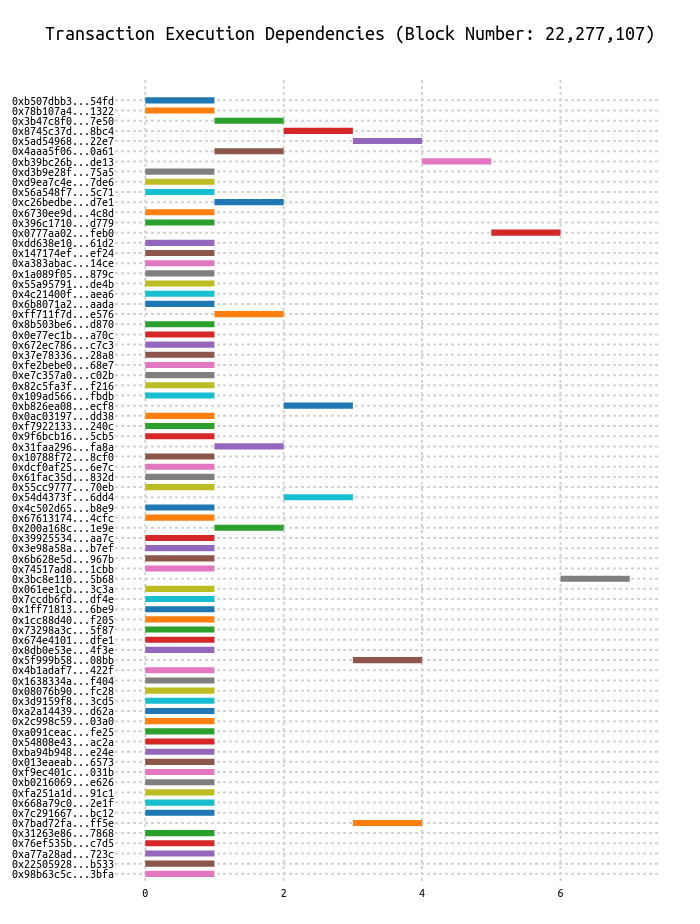 Transaction Execution Dependencies (Block Number: 22,277,107)
0xb507dbb3...54fd
0x78b107a4...1322
0x3b47c8f0...7e50
0x8745c37d...8bc4
0x5ad54968...22e7
0x4aaa5f06...0a61
0xb39bc26b...de13
0xd3b9e28f...75a5
0xd9ea7c4e...7de6
0x56a548f7...5c71
0xc26bedbe...d7e1
0x6730ee9d...4c8d
0x396c1710...d779
0x0777aa02...feb0
0xdd638e10...61d2
0x147174ef...ef24
0xa383abac...14ce
0x1a089f05...879c
0x55a95791...de4b
0x4c21400f...aea6
0x6b8071a2...aada
0xff711f7d...e576
0x8b503be6...d870
0x0e77ec1b...a70c
0x672ec786...c7c3
0x37e78336...28a8
0xfe2bebe0...68e7
0xe7c357a0...c02b
0x82c5fa3f...f216
0x109ad566...fbdb
0xb826ea08...ecf8
0x0ac03197...dd38
0xf7922133...240c
0x9f6bcb16...5cb5
0x31faa296...fa8a
0x10788f72...8cf0
0xdcf0af25...6e7c
0x61fac35d...832d
0x55cc9777...70eb
0x54d4373f...6dd4
0x4c502d65...b8e9
0x67613174...4cfc
0x200a168c...1e9e
0x39925534...aa7c
0x3e98a58a...b7ef
0x6b628e5d...967b
0x74517ad8...1cbb
0x3bc8e110...5b68
0x061ee1cb...3c3a
0x7ccdb6fd...df4e
0x1ff71813...6be9
0x1cc88d40...f205
0x73298a3c...5f87
0x674e4101...dfe1
0x8db0e53e...4f3e
0x5f999b58...08bb
0x4b1adaf7...422f
0x1638334a...f404
0x08076b90...fc28
0x3d9159f8...3cd5
0xa2a14439...d62a
0x2c998c59...03a0
0xa091ceac...fe25
0x54808e43...ac2a
0xba94b948...e24e
0x013eaeab...6573
0xf9ec401c...031b
0xb0216069...e626
0xfa251a1d...91c1
0x668a79c0...2e1f
0x7c291667...bc12
0x7bad72fa...ff5e
0x31263e86...7868
0x76ef535b...c7d5
0xa77a28ad...723c
0x22505928...b533
0x98b63c5c...3bfa
0 2 4 6